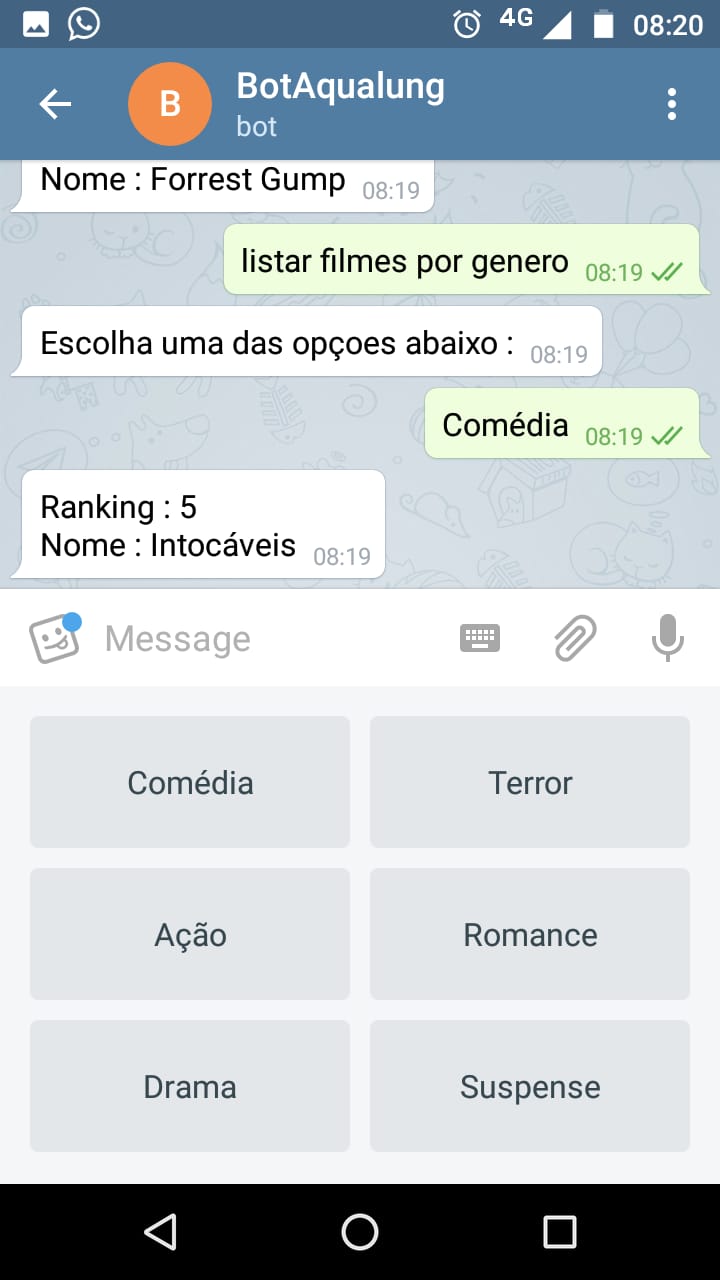 4G 08:20
B BotAqualung
bot
Nome : Forrest Gump 08:19
listar filmes por genero 08:19
Escolha uma das opçoes abaixo : 08:19
Comédia 08:19
Ranking : 5
Nome : Intocáveis 08:19
Message
Comédia Terror
Ação Romance
Drama Suspense